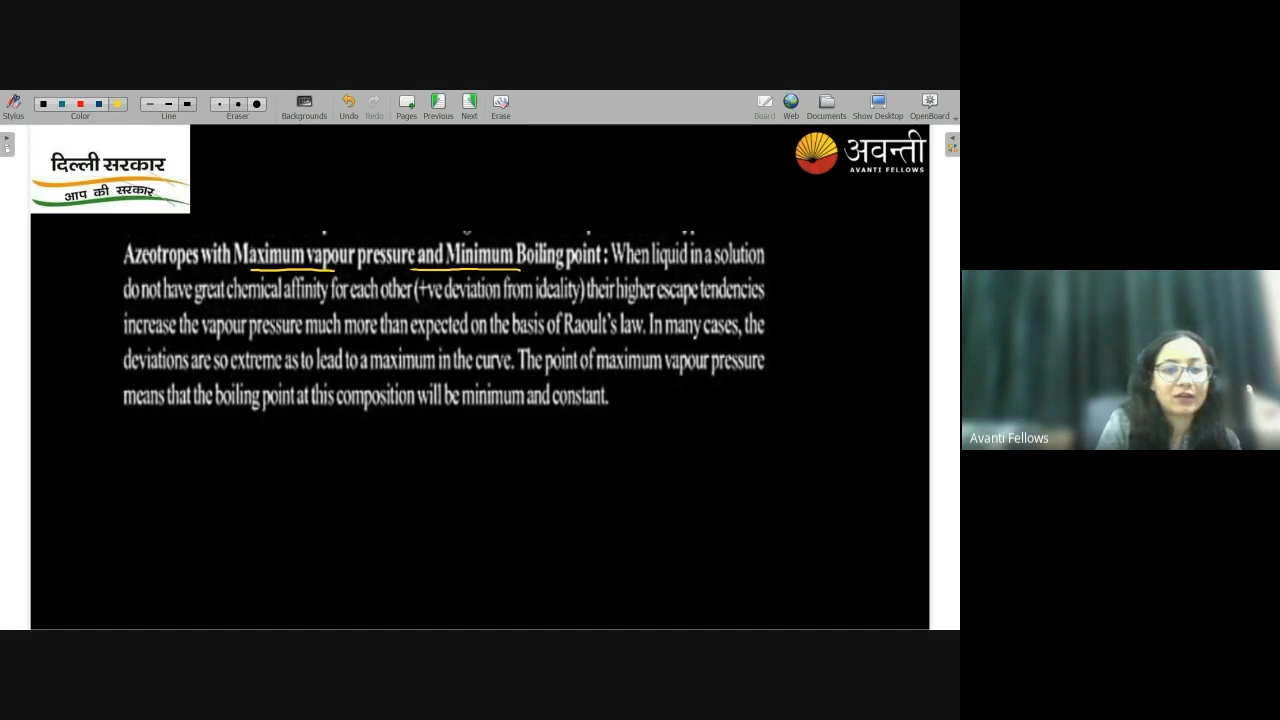 Stylus
Color
Line
Eraser
Backgrounds
Undo
Redo
Pages
Previous
Next
Erase
Board
Web
Documents
Show Desktop
OpenBoard
दिल्ली सरकार
आप की सरकार
अवन्ती
AVANTI FELLOWS
Azeotropes with Maximum vapour pressure and Minimum Boiling point : When liquid in a solution
do not have great chemical affinity for each other (+ve deviation from ideality) their higher escape tendencies
increase the vapour pressure much more than expected on the basis of Raoult's law. In many cases, the
deviations are so extreme as to lead to a maximum in the curve. The point of maximum vapour pressure
means that the boiling point at this composition will be minimum and constant.
Avanti Fellows